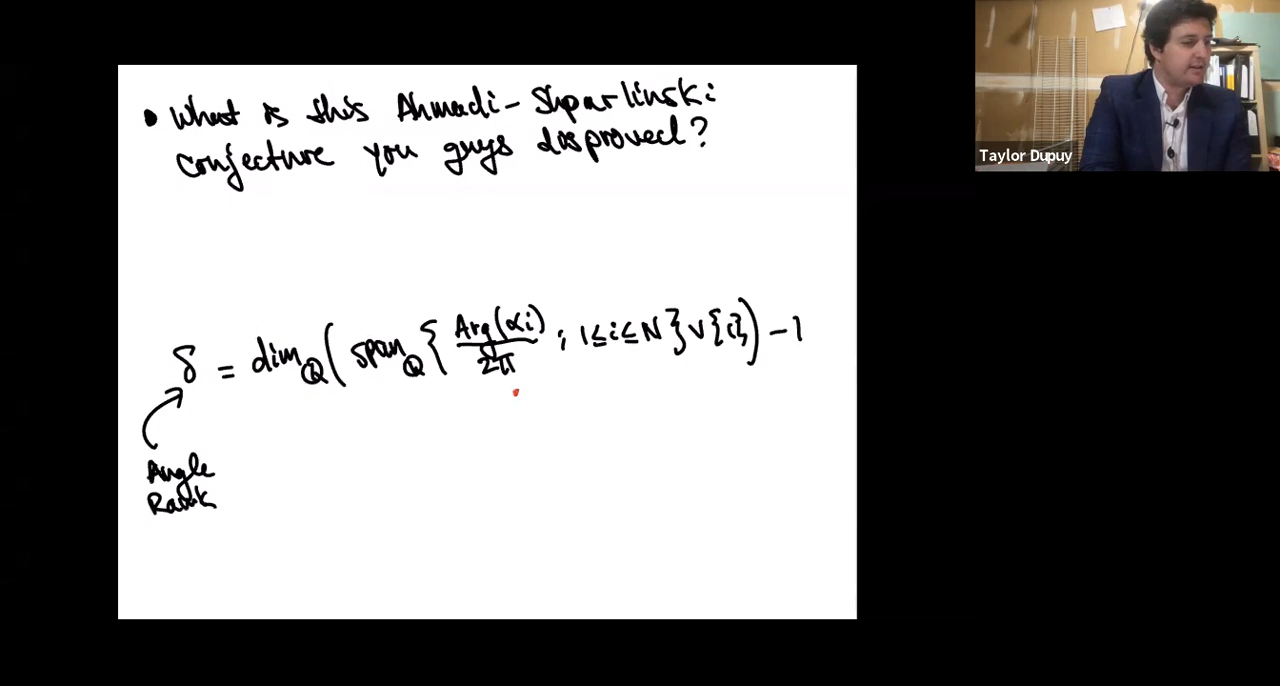 • What is this Ahmadi-Shparlinski
conjecture you guys disproved?
δ = dim_Q(span_Q{Arg(αi)/2π ; 1≤i≤N}∪{i}) - 1
Angle
Rank
Taylor Dupuy